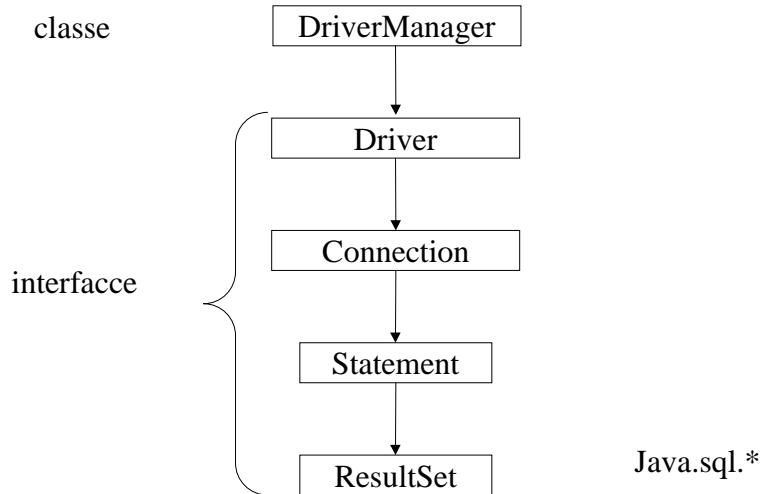 classe
DriverManager
Driver
Connection
interfacce
Statement
ResultSet
Java.sql.*